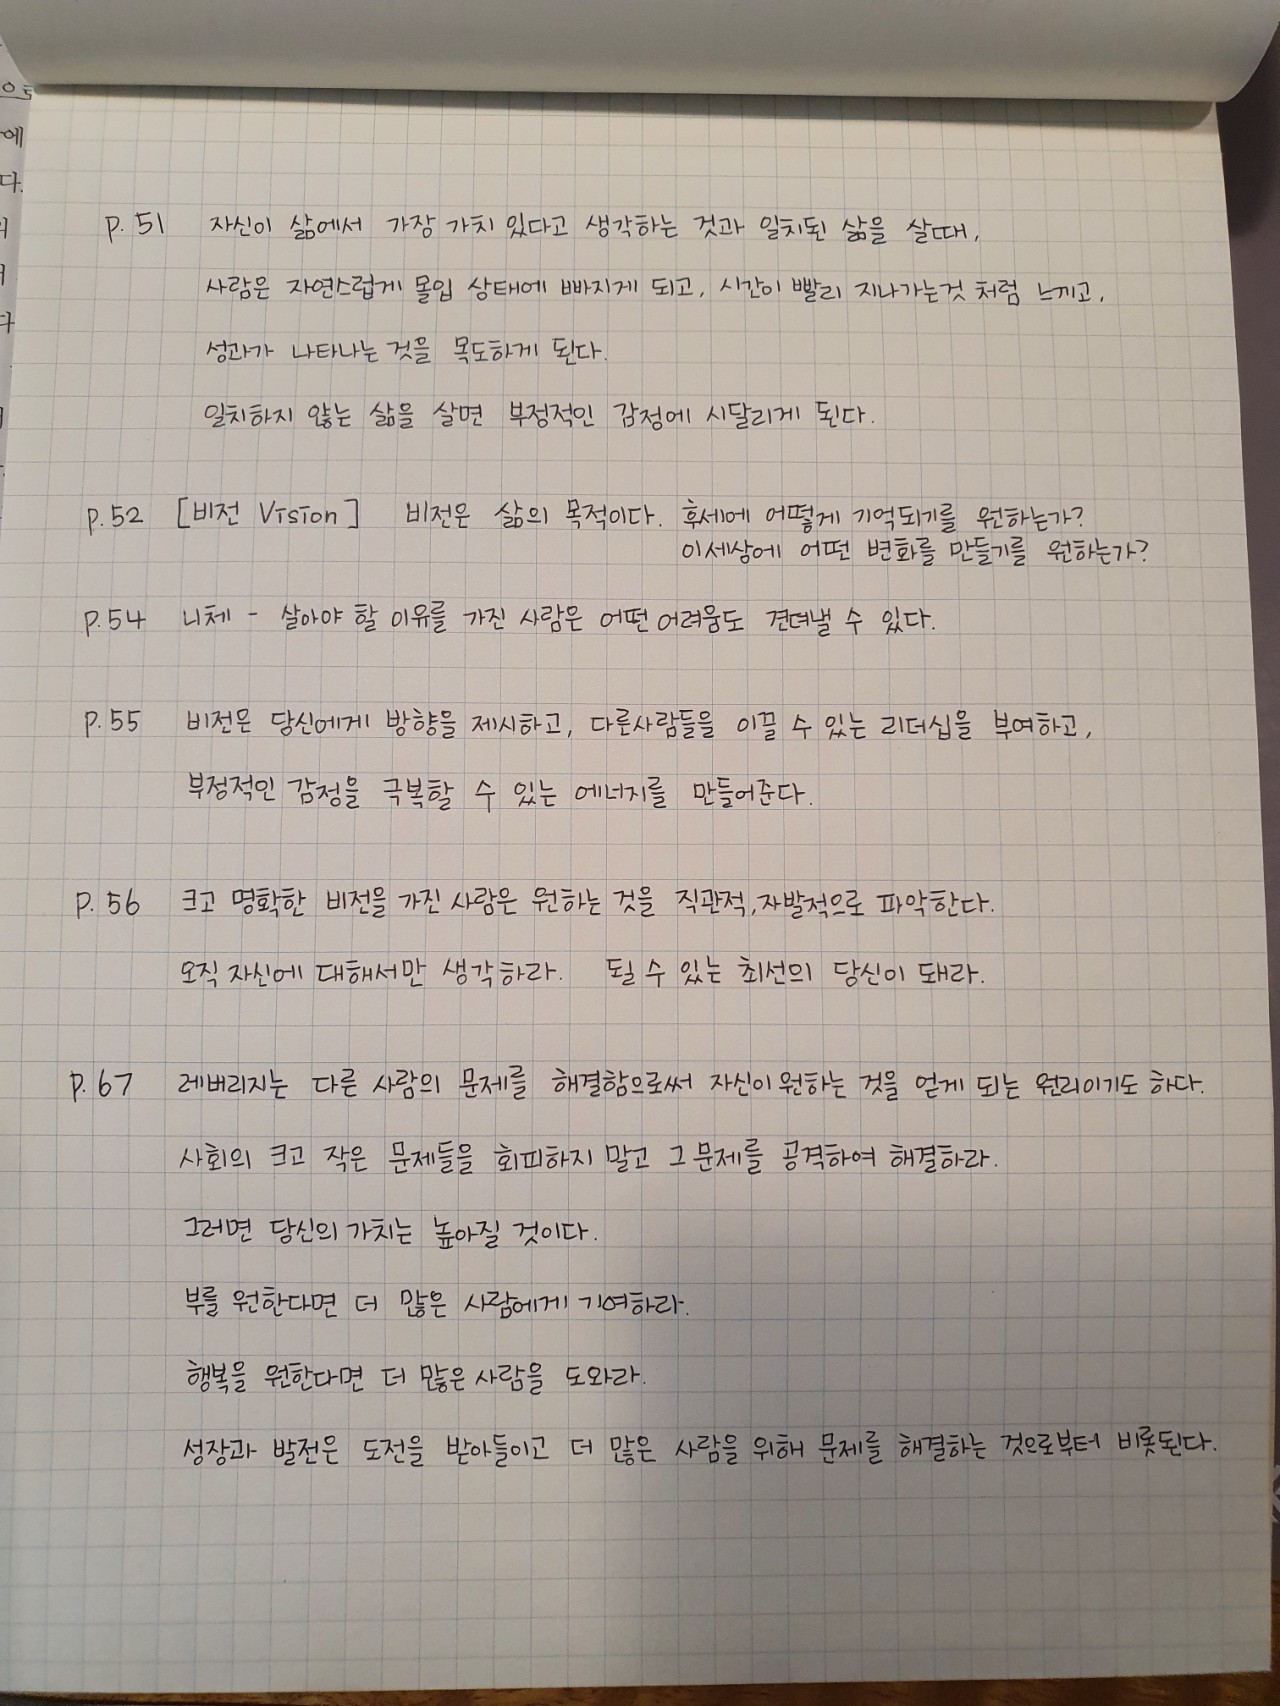 으로
에
다.
다
p. 51 자신이 삶에서 가장 가치 있다고 생각하는 것과 일치된 삶을 살때,
사람은 자연스럽게 몰입 상태에 빠지게 되고, 시간이 빨리 지나가는것 처럼 느끼고,
성과가 나타나는 것을 목도하게 된다.
일치하지 않는 삶을 살면 부정적인 감정에 시달리게 된다.
p. 52 [비전 Vision] 비전은 삶의 목적이다. 후세에 어떻게 기억되기를 원하는가?
이세상에 어떤 변화를 만들기를 원하는가?
p. 54 니체 - 살아야 할 이유를 가진 사람은 어떤 어려움도 견뎌낼 수 있다.
p. 55 비전은 당신에게 방향을 제시하고, 다른사람들을 이끌 수 있는 리더십을 부여하고,
부정적인 감정을 극복할 수 있는 에너지를 만들어준다.
p. 56 크고 명확한 비전을 가진 사람은 원하는 것을 직관적, 자발적으로 파악한다.
오직 자신에 대해서만 생각하라. 될 수 있는 최선의 당신이 돼라.
p. 67 레버리지는 다른 사람의 문제를 해결함으로써 자신이 원하는 것을 얻게 되는 원리이기도 하다.
사회의 크고 작은 문제들을 회피하지 말고 그 문제를 공격하여 해결하라.
그러면 당신의 가치는 높아질 것이다.
부를 원한다면 더 많은 사람에게 기여하라.
행복을 원한다면 더 많은 사람을 도와라.
성장과 발전은 도전을 받아들이고 더 많은 사람을 위해 문제를 해결하는 것으로부터 비롯된다.